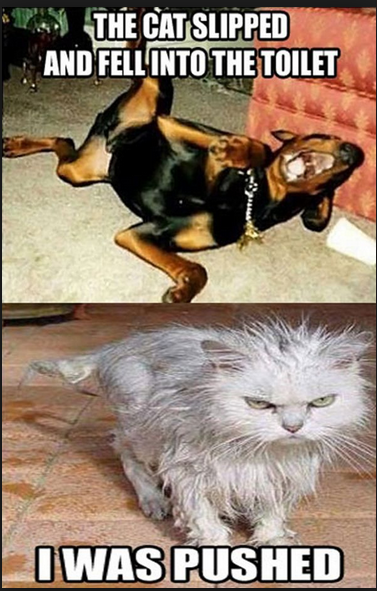 THE CAT SLIPPED
AND FELL INTO THE TOILET
I WAS PUSHED